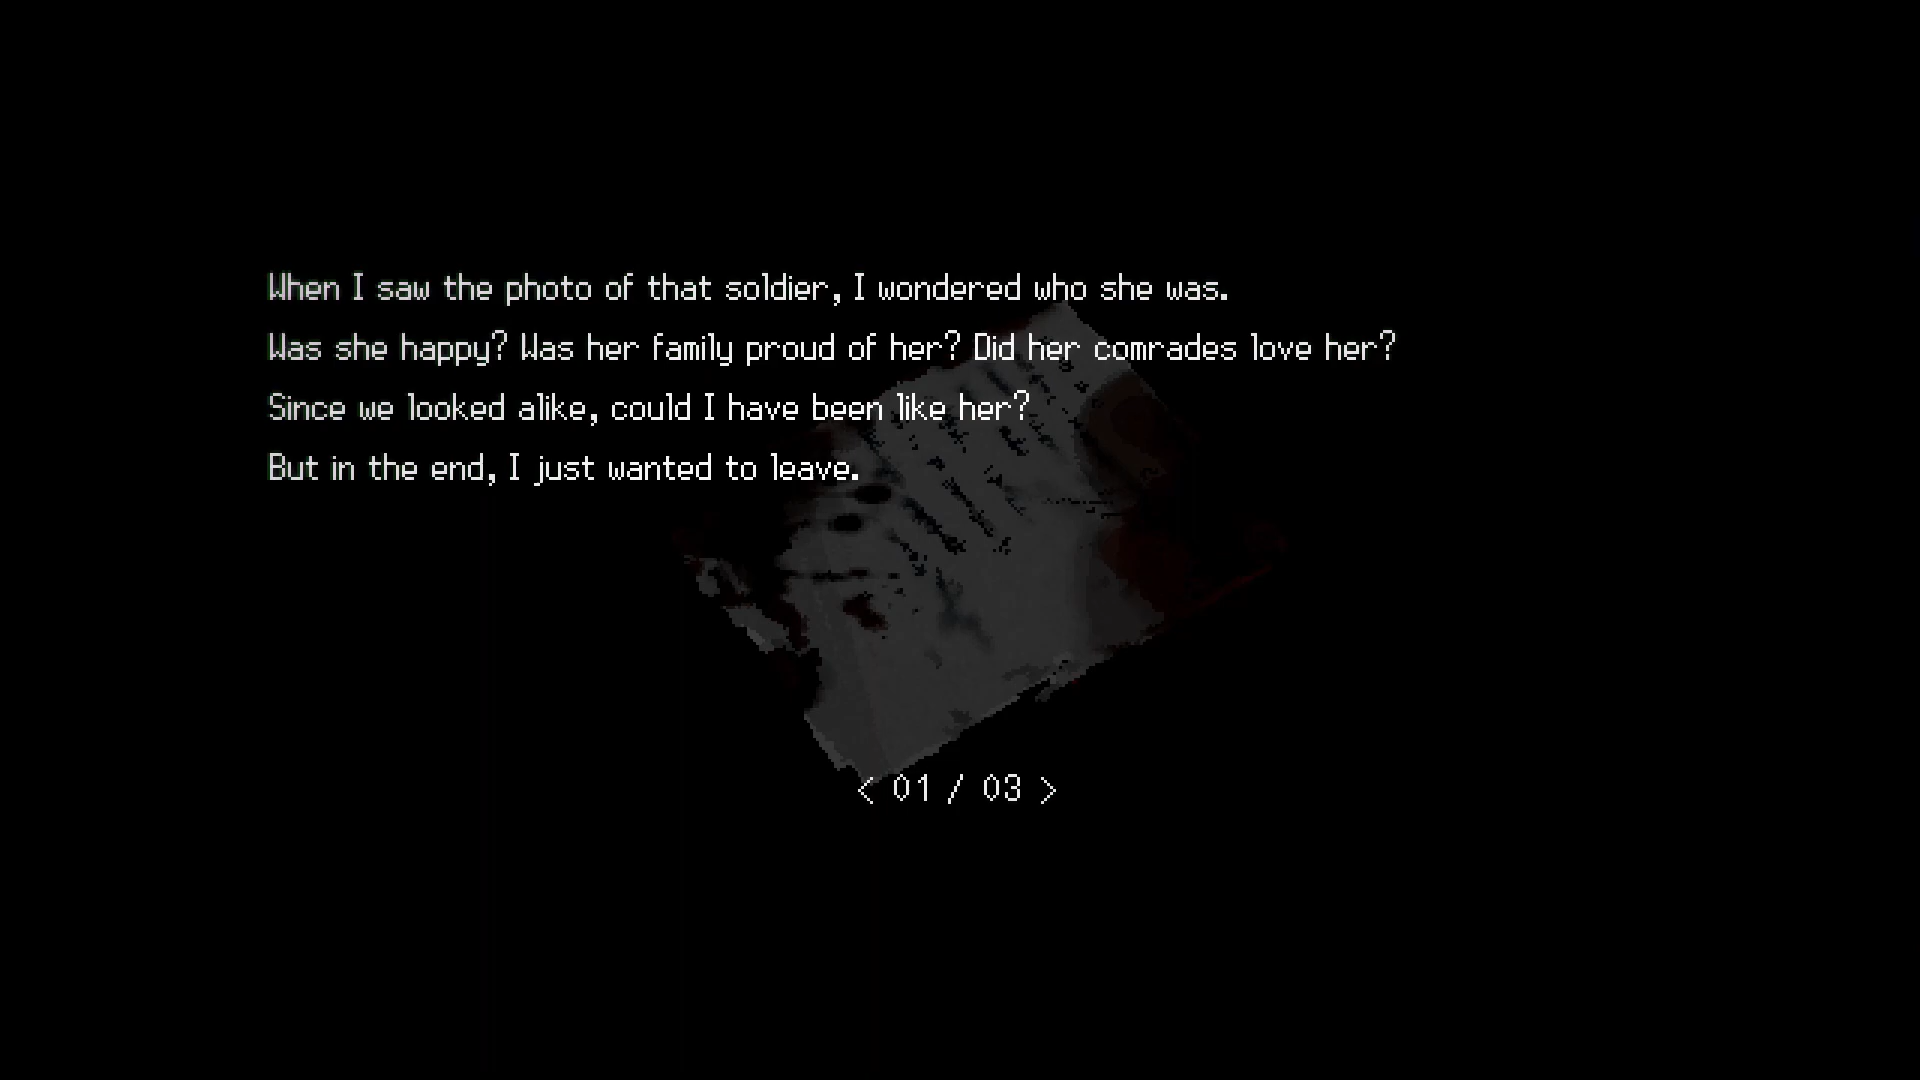 When I saw the photo of that soldier, I wondered who she was.
Was she happy? Was her family proud of her? Did her comrades love her?
Since we looked alike, could I have been like her?
But in the end, I just wanted to leave.
< 01 / 03 >